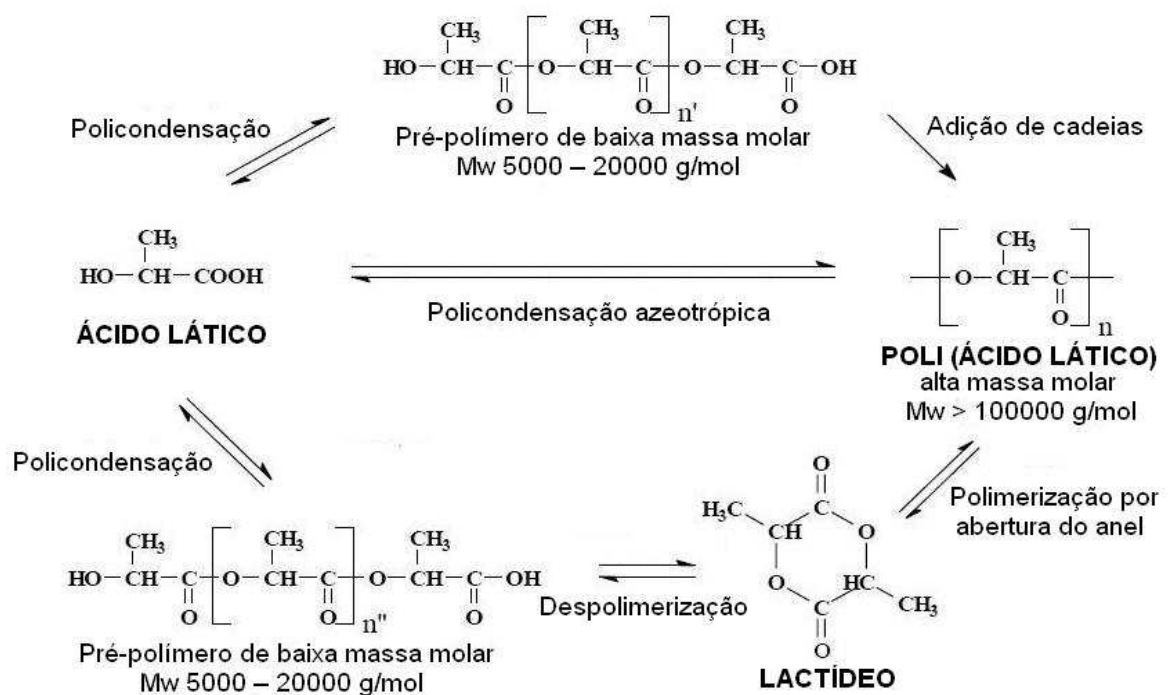 CH₃ CH₃ CH₃
HO—CH—C—O—CH—C—O—CH—C—OH
O O n' O
Pré-polímero de baixa massa molar
Mw 5000 – 20000 g/mol
Policondensação
Adição de cadeias
CH₃
HO—CH—COOH
ÁCIDO LÁTICO
Policondensação azeotrópica
CH₃
O—CH—C
O n
POLI (ÁCIDO LÁTICO)
alta massa molar
Mw > 100000 g/mol
Policondensação
CH₃ CH₃ CH₃
HO—CH—C—O—CH—C—O—CH—C—OH
O O n" O
Pré-polímero de baixa massa molar
Mw 5000 – 20000 g/mol
Despolimerização
O
H₃C CH C O
O C HC CH₃
O
LACTÍDEO
Polimerização por
abertura do anel